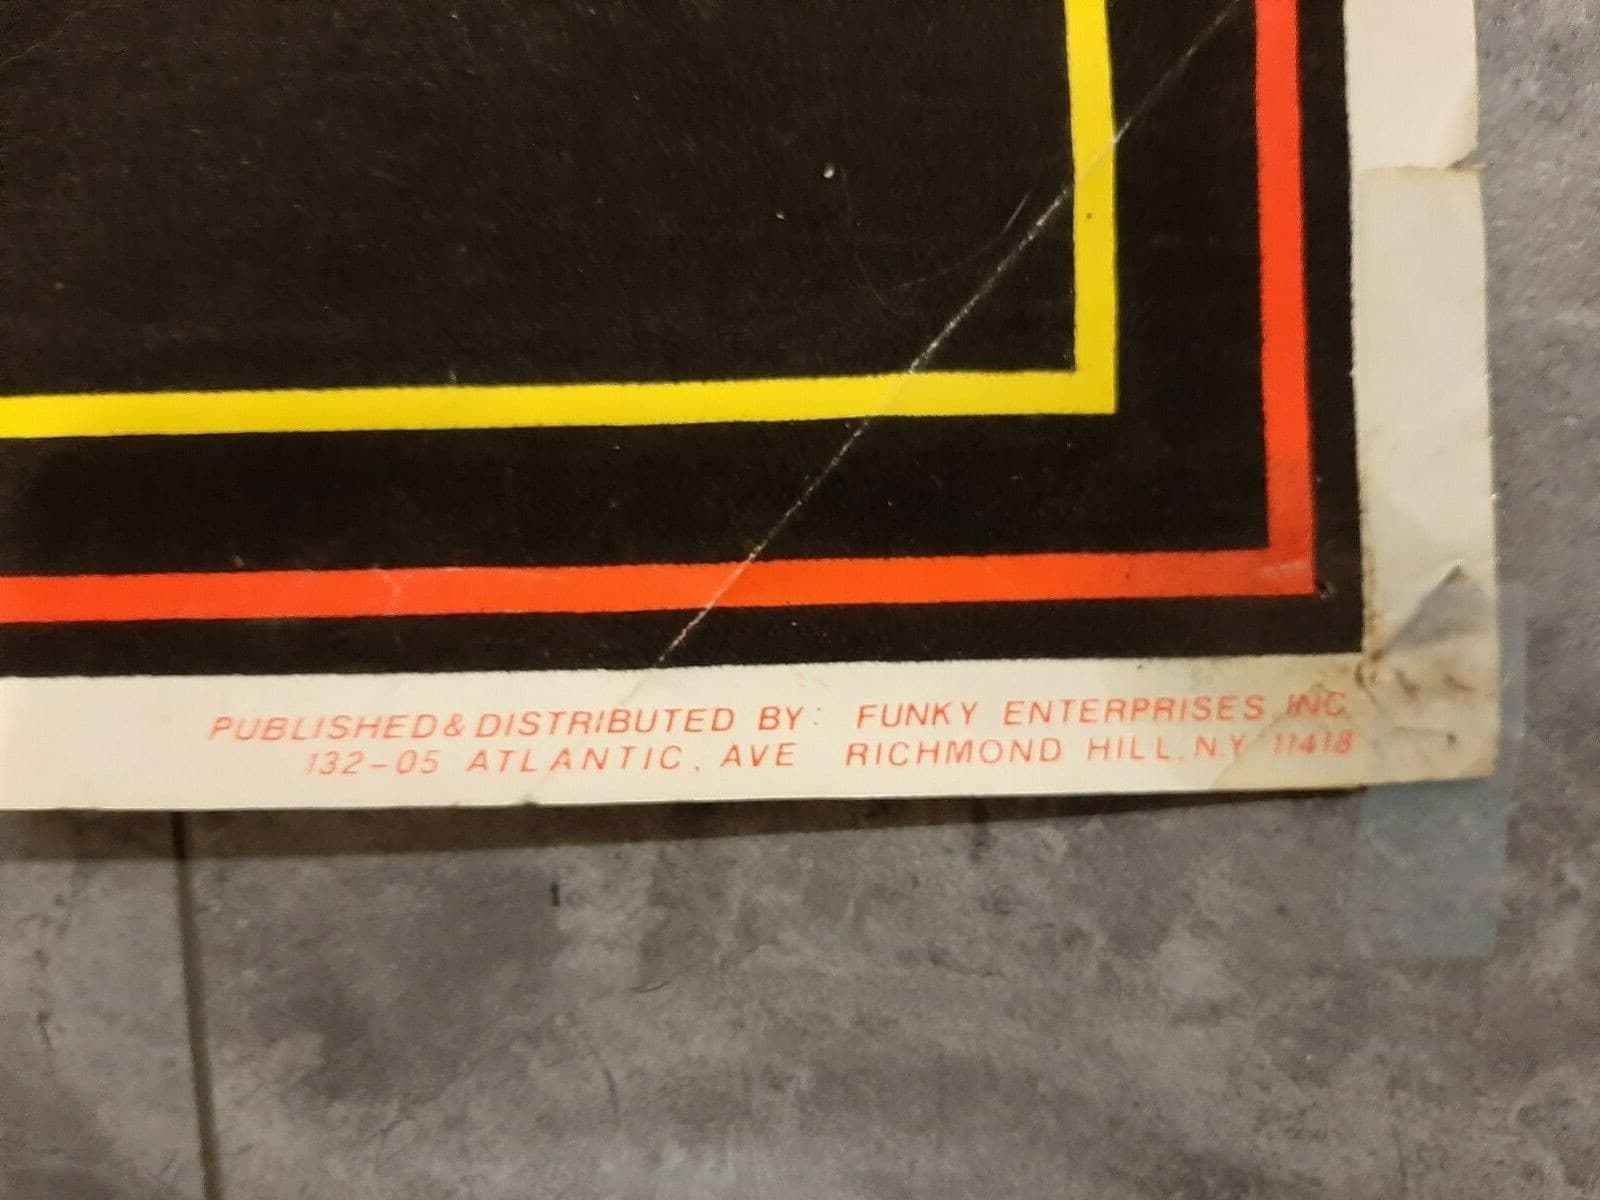 PUBLISHED & DISTRIBUTED BY: FUNKY ENTERPRISES, INC
132-05 ATLANTIC. AVE RICHMOND HILL, N.Y 11418